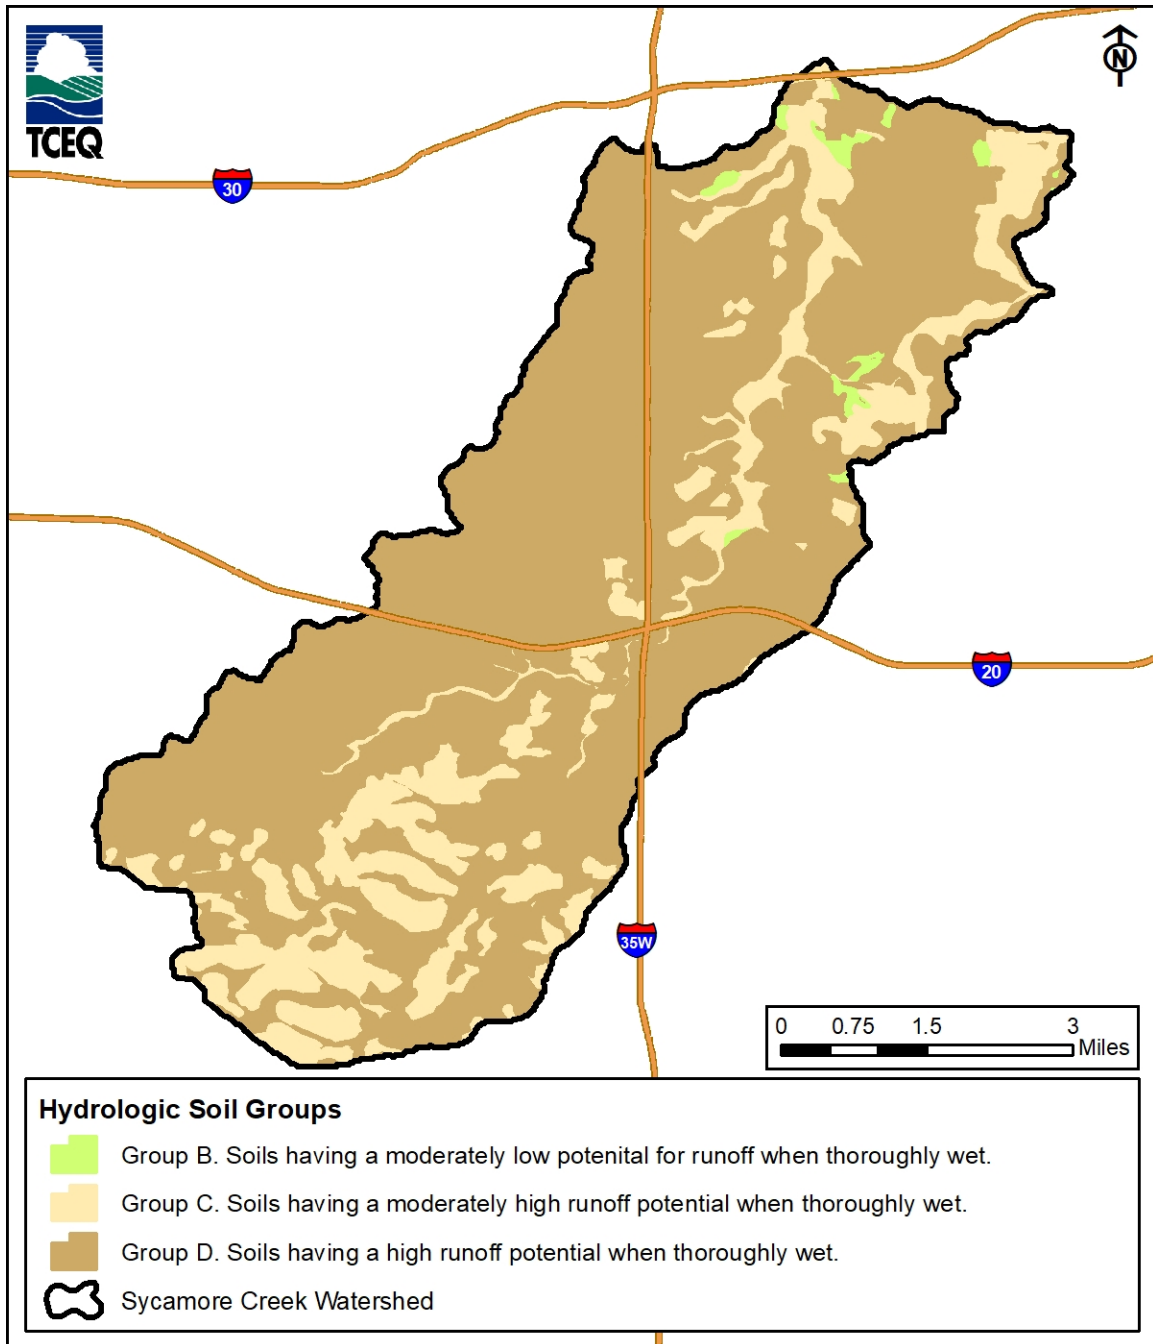 TCEQ
N
30
20
35W
0 0.75 1.5 3
Miles
Hydrologic Soil Groups
Group B. Soils having a moderately low potenital for runoff when thoroughly wet.
Group C. Soils having a moderately high runoff potential when thoroughly wet.
Group D. Soils having a high runoff potential when thoroughly wet.
Sycamore Creek Watershed